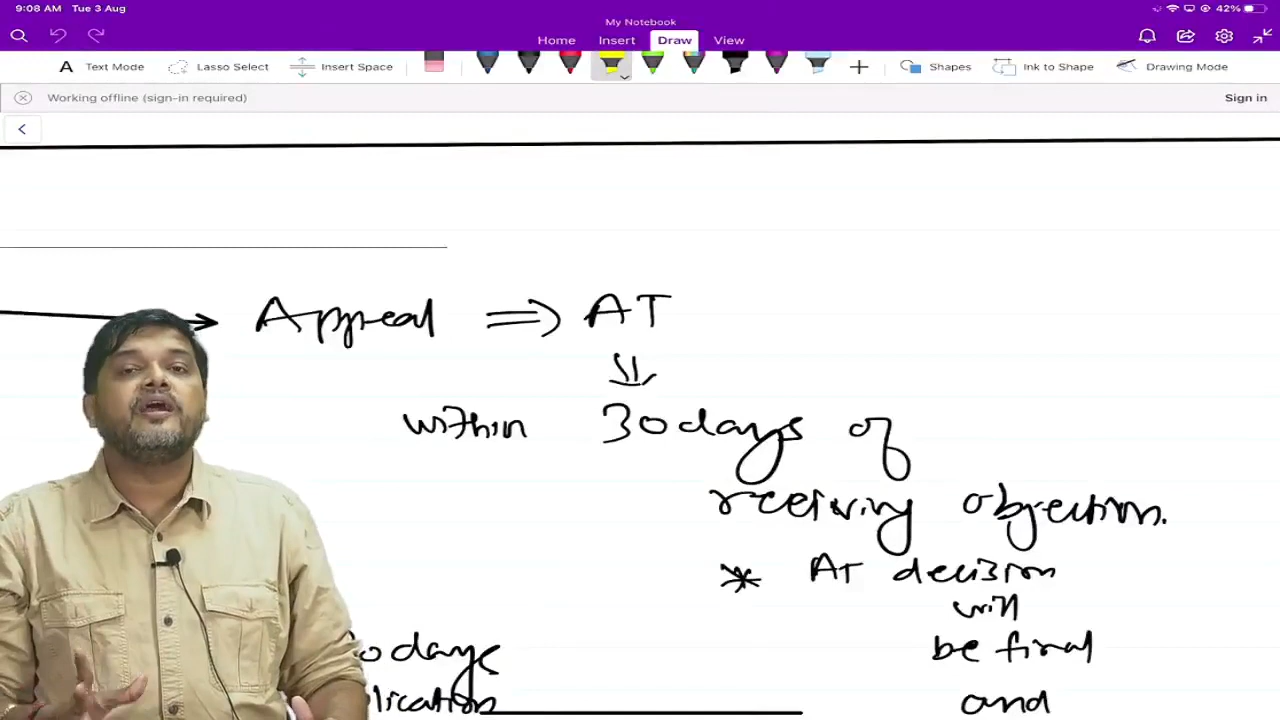 9:08 AM Tue 3 Aug
42%
My Notebook
Home Insert Draw View
Text Mode Lasso Select Insert Space Shapes Ink to Shape Drawing Mode
Working offline (sign-in required) Sign in
Appeal ⇒ AT
within 30 days of
receiving objection.
* AT decision
will
be final
0 days
lication and